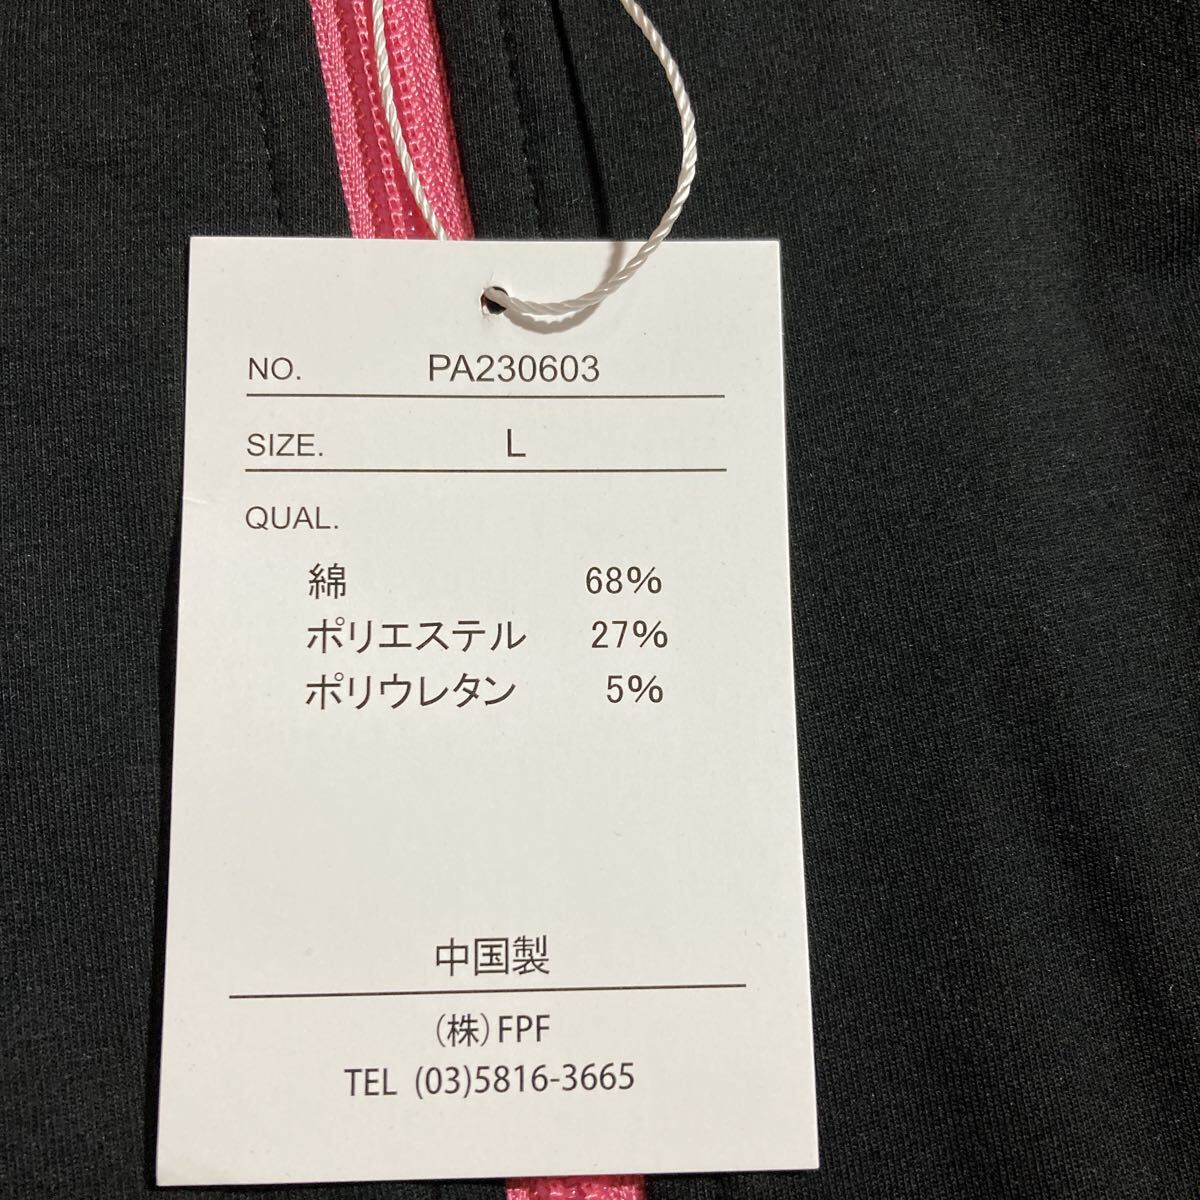 NO. PA230603
SIZE. L
QUAL.
綿 68%
ポリエステル 27%
ポリウレタン 5%
中国製
(株)FPF
TEL (03)5816-3665